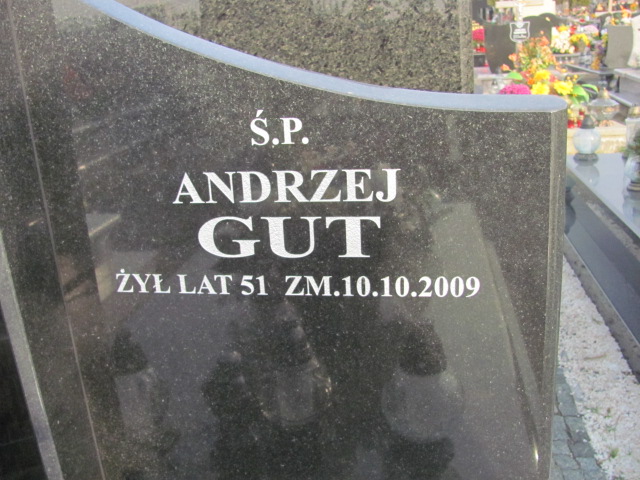 Ś.P.
ANDRZEJ
GUT
ŻYŁ LAT 51 ZM.10.10.2009